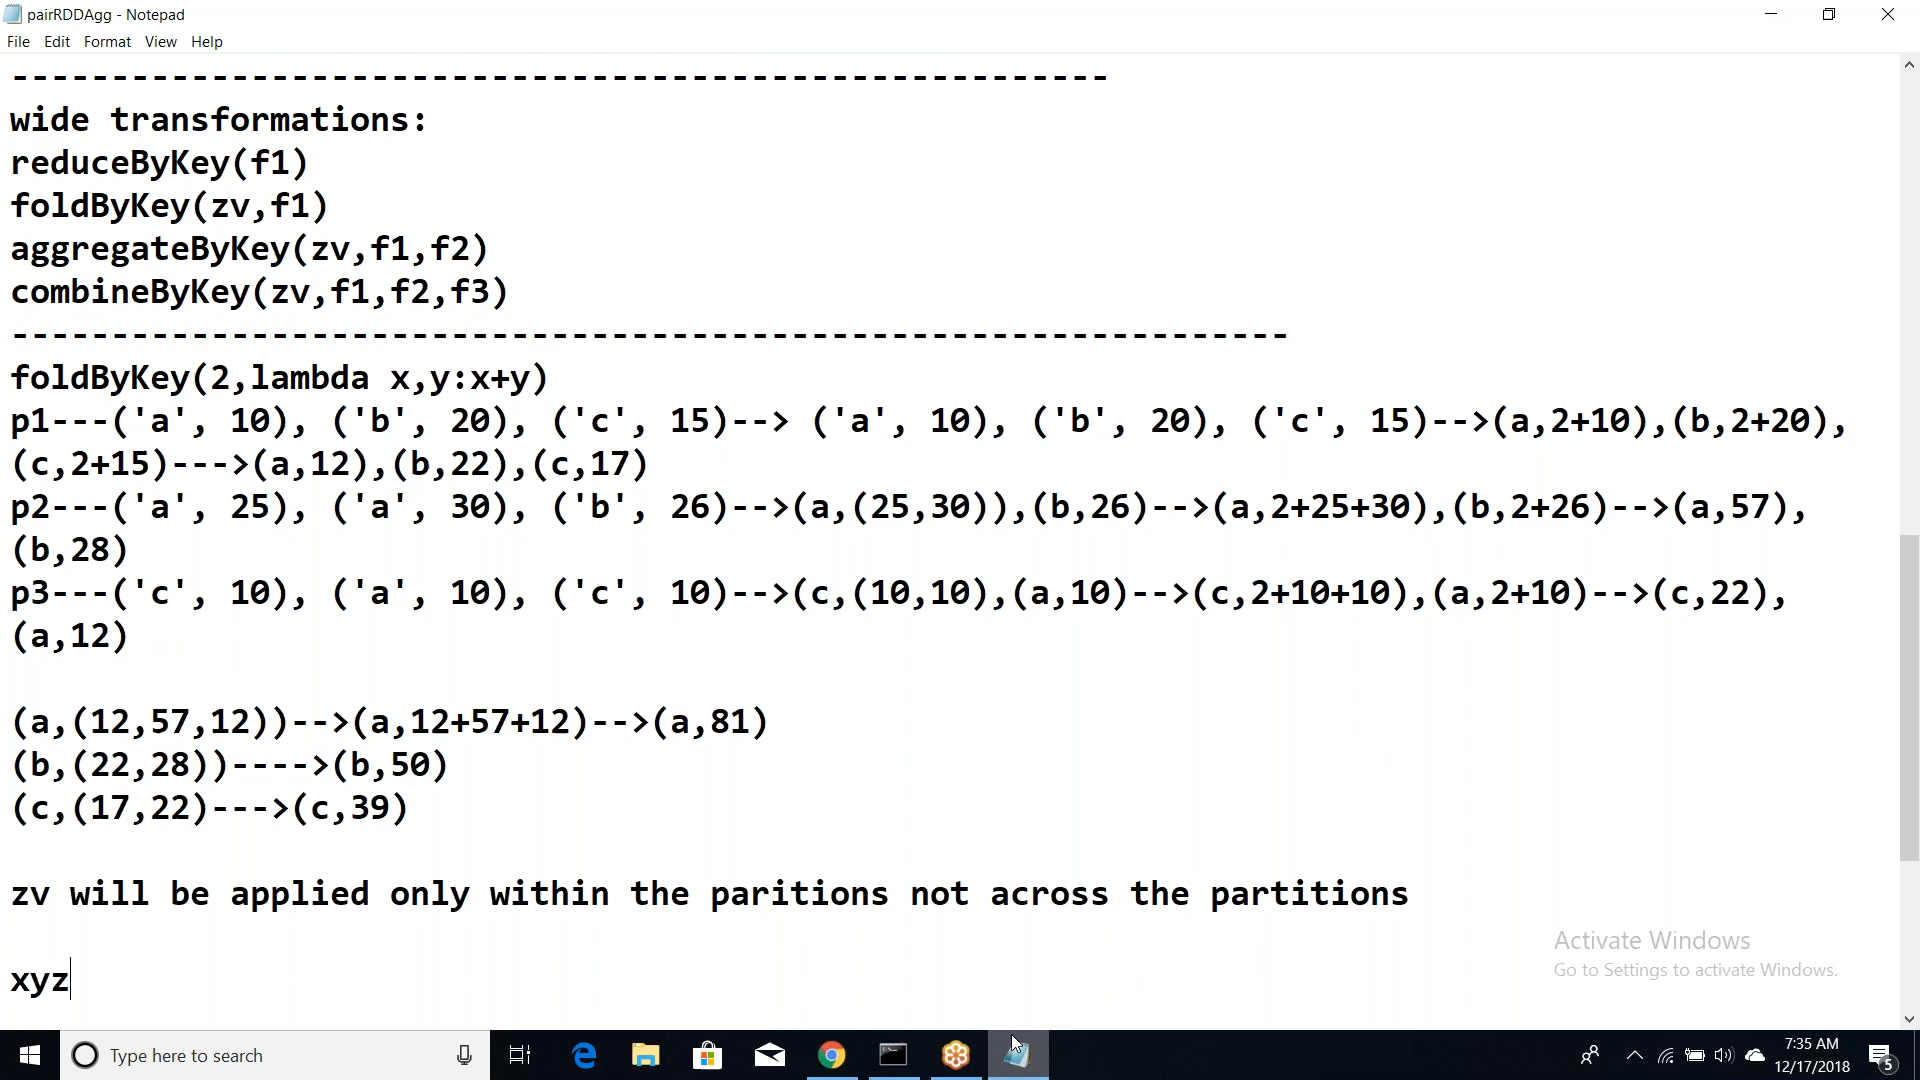 pairRDDAgg - Notepad
File Edit Format View Help
-------------------------------------------------------
wide transformations:
reduceByKey(f1)
foldByKey(zv,f1)
aggregateByKey(zv,f1,f2)
combineByKey(zv,f1,f2,f3)
----------------------------------------------------------------
foldByKey(2,lambda x,y:x+y)
p1---('a', 10), ('b', 20), ('c', 15)--> ('a', 10), ('b', 20), ('c', 15)-->(a,2+10),(b,2+20),
(c,2+15)--->(a,12),(b,22),(c,17)
p2---('a', 25), ('a', 30), ('b', 26)-->(a,(25,30)),(b,26)-->(a,2+25+30),(b,2+26)-->(a,57),
(b,28)
p3---('c', 10), ('a', 10), ('c', 10)-->(c,(10,10),(a,10)-->(c,2+10+10),(a,2+10)-->(c,22),
(a,12)
(a,(12,57,12))-->(a,12+57+12)-->(a,81)
(b,(22,28))---->(b,50)
(c,(17,22)--->(c,39)
zv will be applied only within the paritions not across the partitions
xyz
Activate Windows
Go to Settings to activate Windows.
Type here to search
7:35 AM
12/17/2018
5